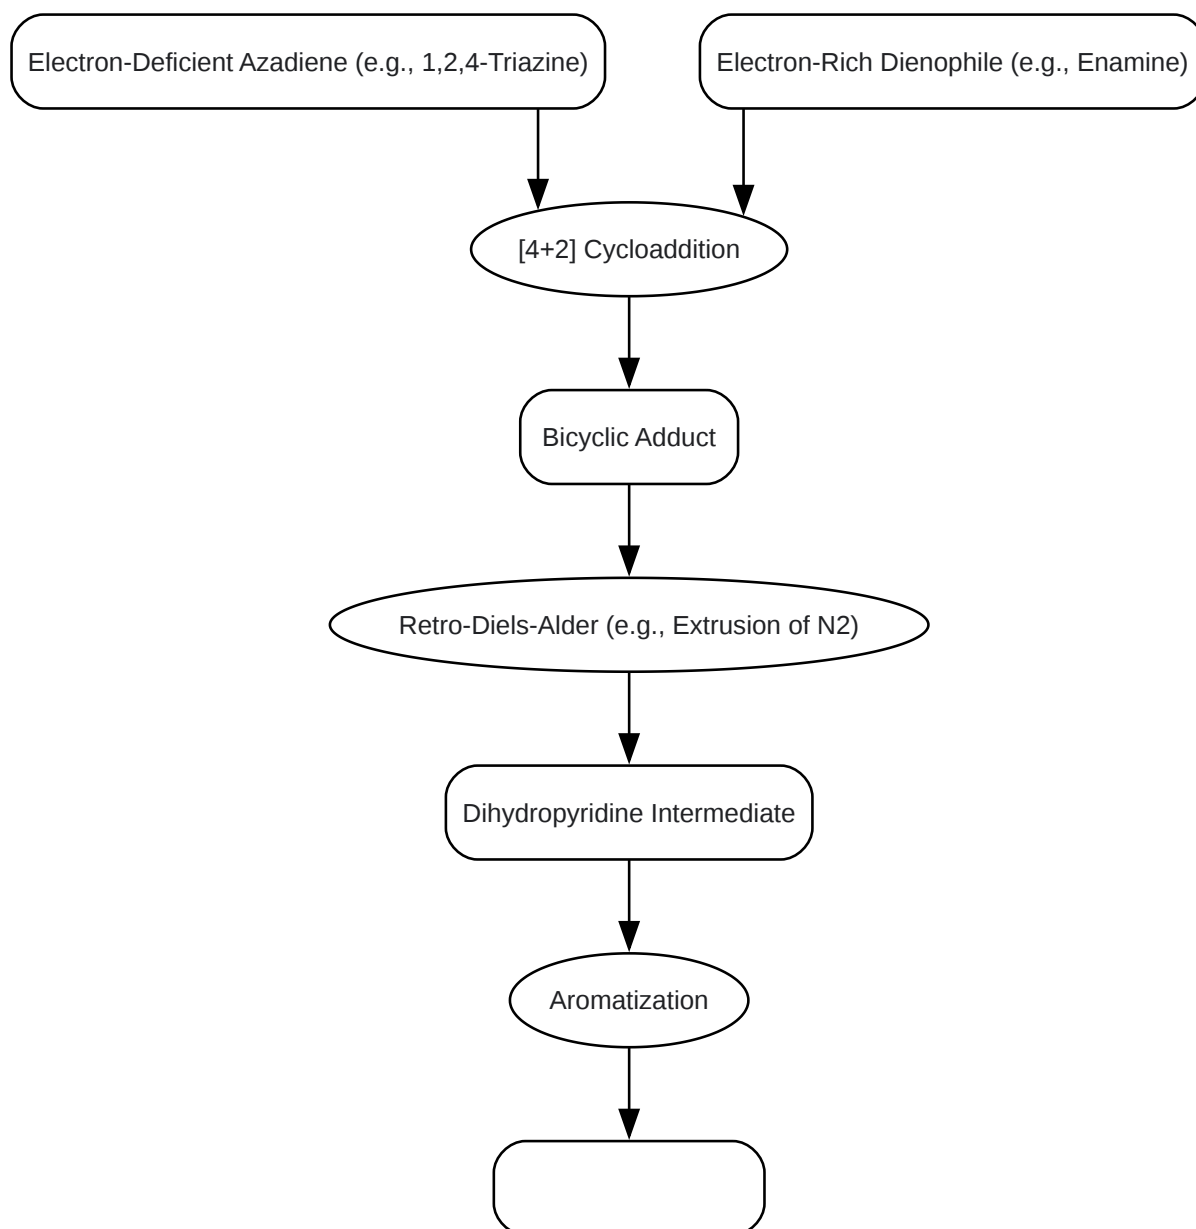 Electron-Deficient Azadiene (e.g., 1,2,4-Triazine)
Electron-Rich Dienophile (e.g., Enamine)
[4+2] Cycloaddition
Bicyclic Adduct
Retro-Diels-Alder (e.g., Extrusion of N2)
Dihydropyridine Intermediate
Aromatization